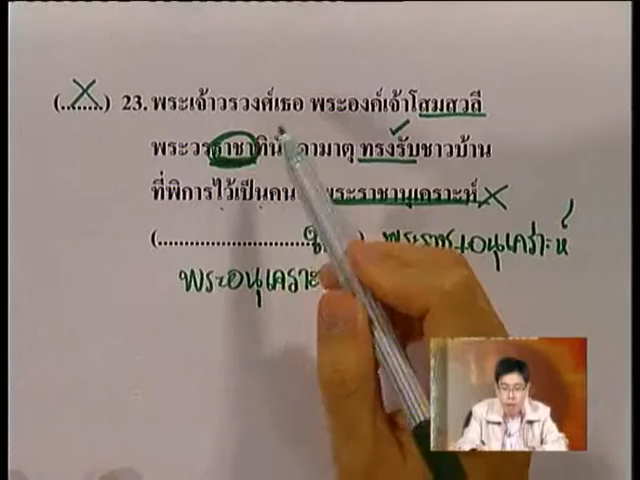 (..✗.....) 23. พระเจ้าวรวงศ์เธอ พระองค์เจ้าโสมสวลี
พระวรราชาทินั ดามาตุ ทรงรับชาวบ้าน
ที่พิการไว้เป็นคน พระราชานุเคราะห์
(........................ใน ) พระราช+อนุเคราะห์
พระอนุเคราะ